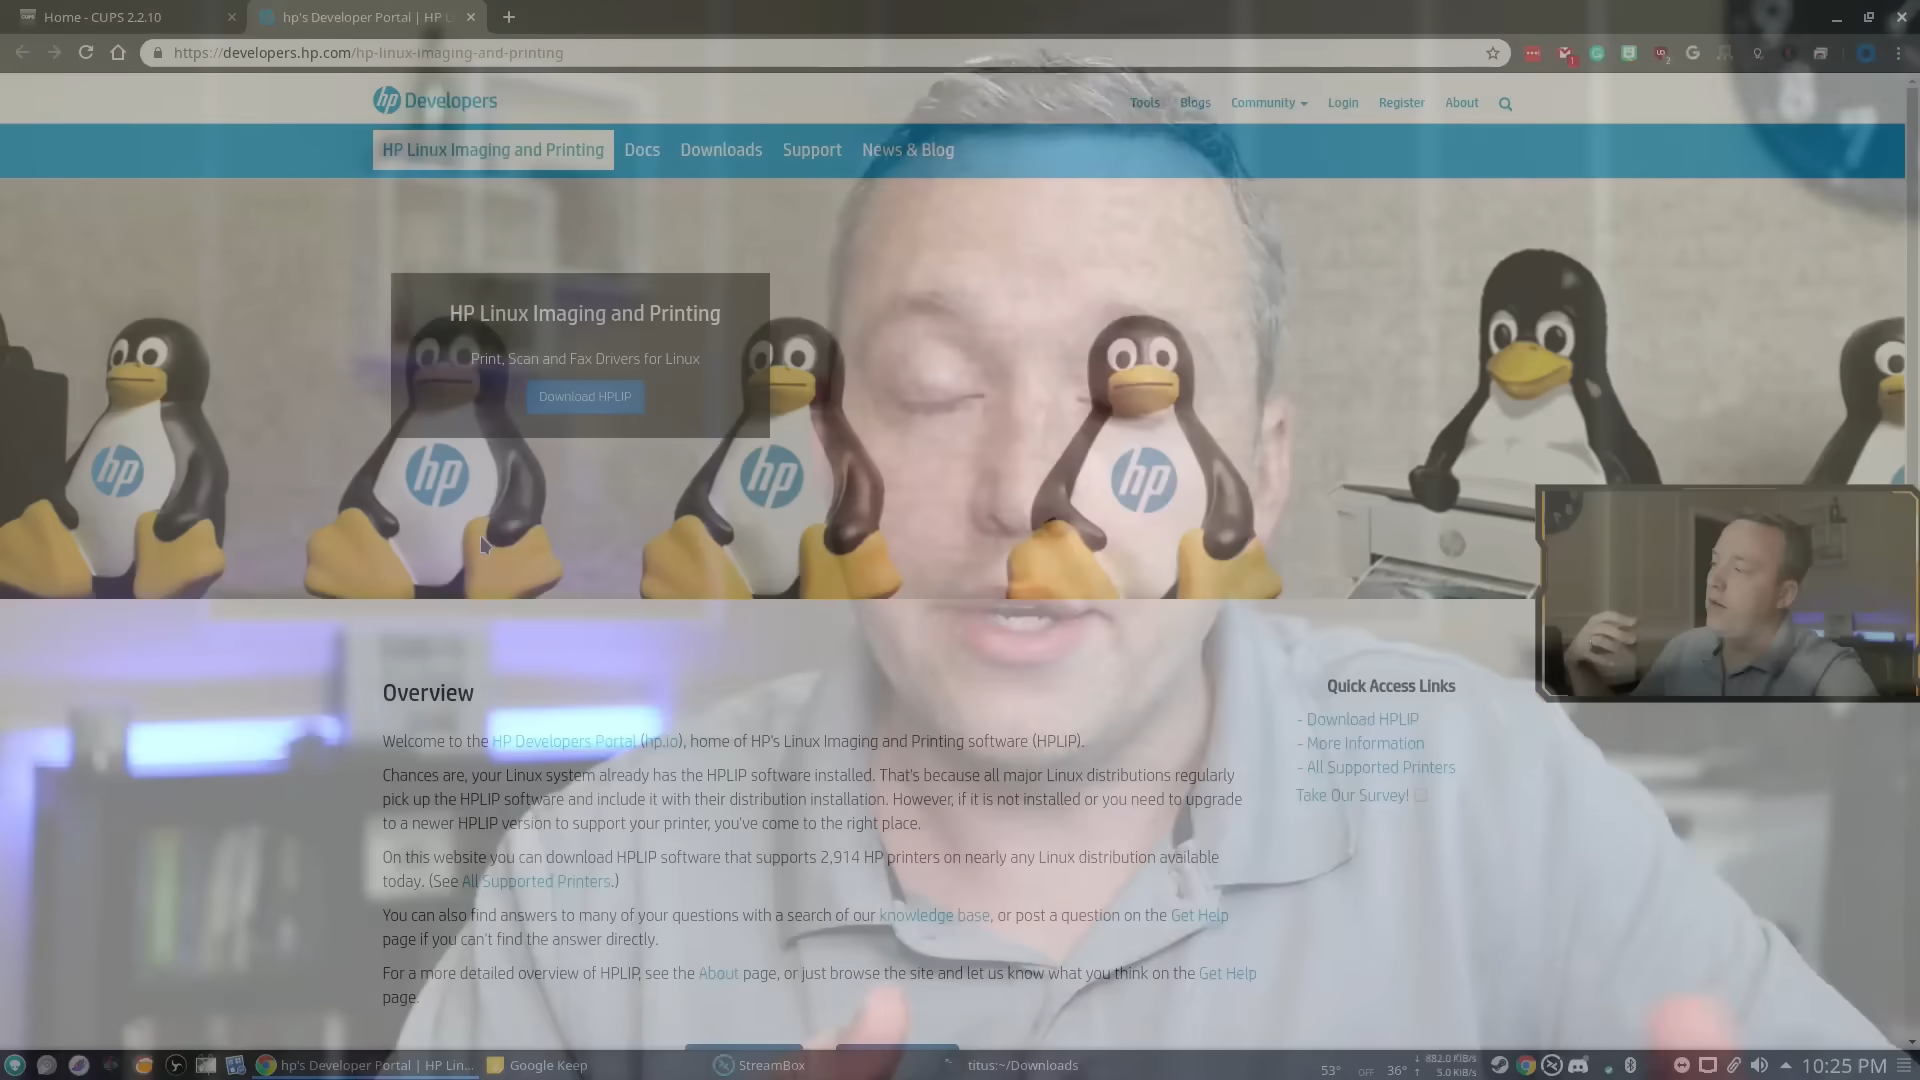 Home - CUPS 2.2.10
hp's Developer Portal | HP L
https://developers.hp.com/hp-linux-imaging-and-printing
hp Developers
Tools Blogs Community Login Register About
HP Linux Imaging and Printing Docs Downloads Support News & Blog
8
7
HP Linux Imaging and Printing
Print, Scan and Fax Drivers for Linux
Download HPLIP
hp
hp
hp
hp
Overview
Welcome to the HP Developers Portal (hp.io), home of HP's Linux Imaging and Printing software (HPLIP).
Chances are, your Linux system already has the HPLIP software installed. That's because all major Linux distributions regularly
pick up the HPLIP software and include it with their distribution installation. However, if it is not installed or you need to upgrade
to a newer HPLIP version to support your printer, you've come to the right place.
On this website you can download HPLIP software that supports 2,914 HP printers on nearly any Linux distribution available
today. (See All Supported Printers.)
You can also find answers to many of your questions with a search of our knowledge base, or post a question on the Get Help
page if you can't find the answer directly.
For a more detailed overview of HPLIP, see the About page, or just browse the site and let us know what you think on the Get Help
page.
Quick Access Links
- Download HPLIP
- More Information
- All Supported Printers
Take Our Survey!
hp's Developer Portal | HP Lin...
Google Keep
StreamBox
titus:~/Downloads
53° OFF 36°
↓ 882.0 KiB/s
↑ 5.0 KiB/s
10:25 PM